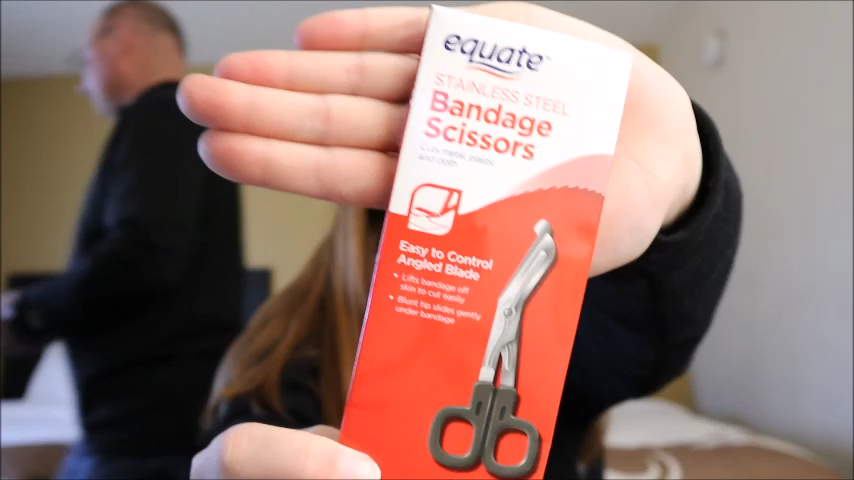 equate™
STAINLESS STEEL
Bandage
Scissors
Cuts metal, plastic
and cloth
Easy to Control
Angled Blade
• Lifts bandage off
skin to cut easily
• Blunt tip slides gently
under bandage